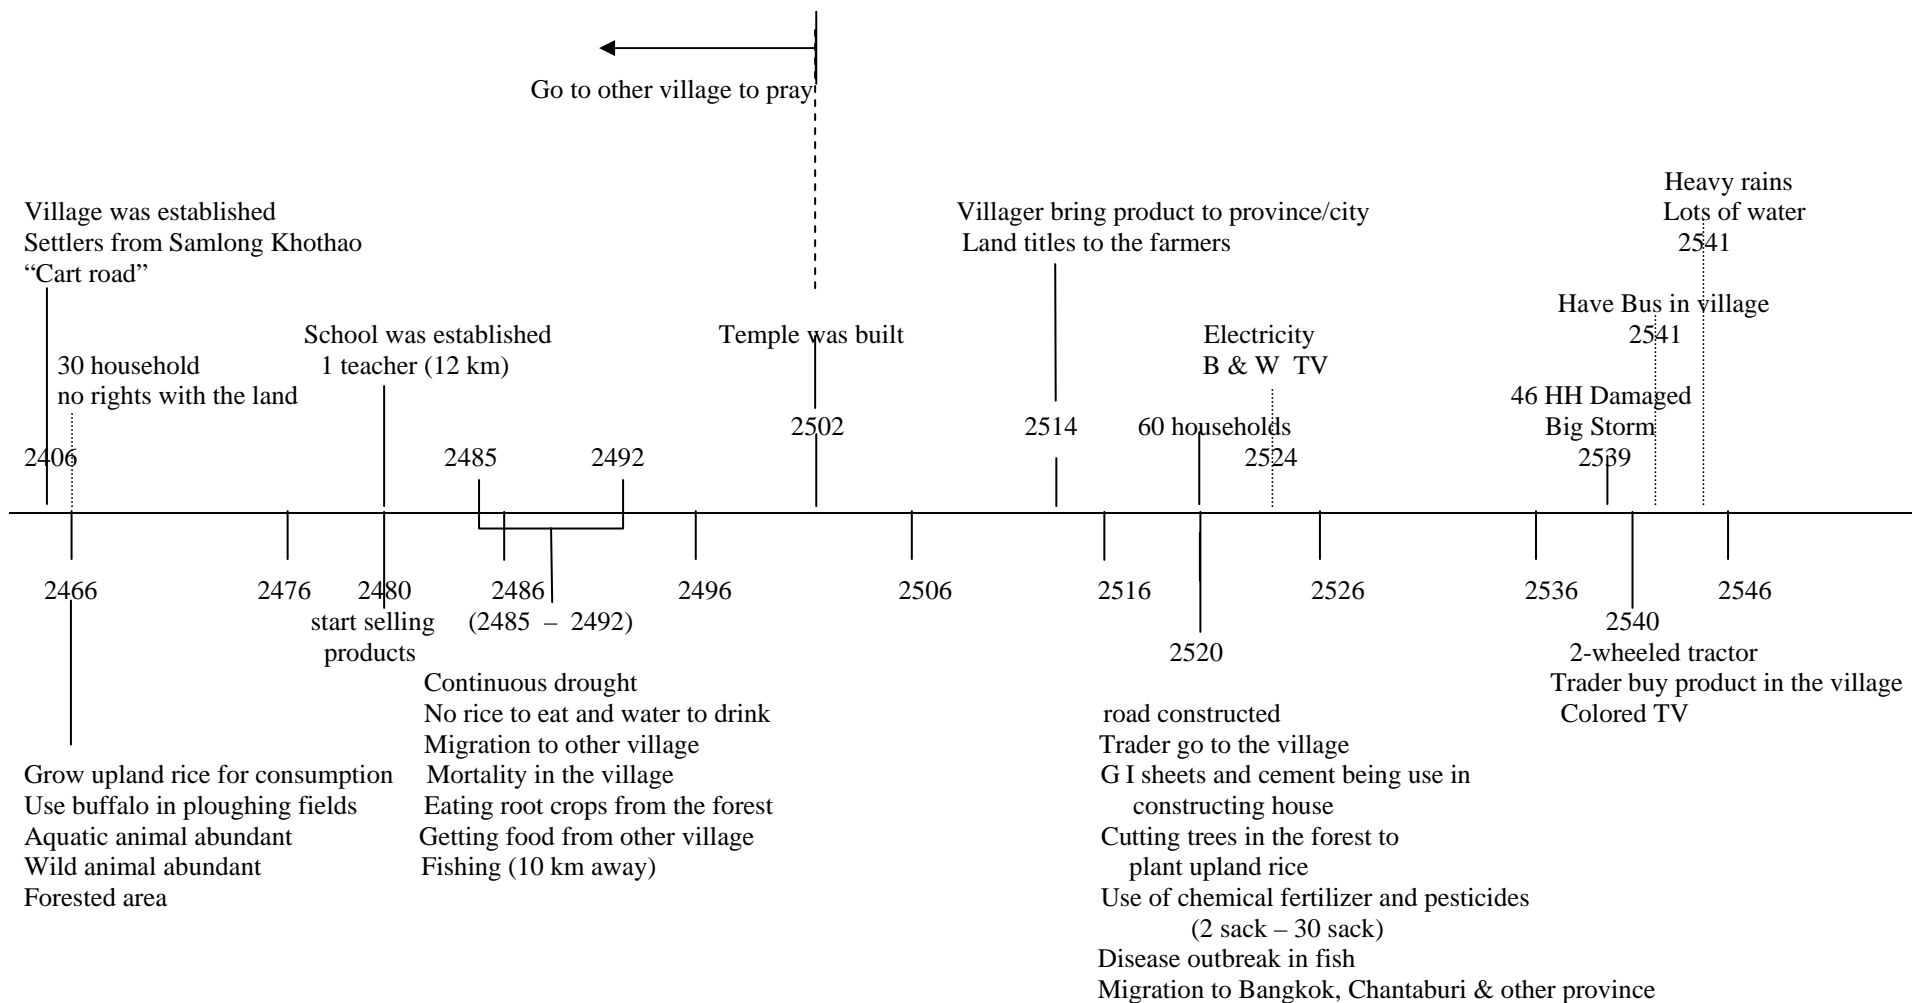 Go to other village to pray
Village was established
Settlers from Samlong Khothao
“Cart road”
2406
30 household
no rights with the land
School was established
1 teacher (12 km)
2485
2492
Temple was built
2502
Villager bring product to province/city
Land titles to the farmers
2514
60 households
Electricity
B & W  TV
2524
46 HH Damaged
Big Storm
2539
Have Bus in village
2541
Heavy rains
Lots of water
2541
2466
2476
2480
2486
2496
2506
2516
2526
2536
2546
Grow upland rice for consumption
Use buffalo in ploughing fields
Aquatic animal abundant
Wild animal abundant
Forested area
start selling
products
(2485  –  2492)
Continuous drought
No rice to eat and water to drink
Migration to other village
Mortality in the village
Eating root crops from the forest
Getting food from other village
Fishing (10 km away)
2520
road constructed
Trader go to the village
G I sheets and cement being use in
constructing house
Cutting trees in the forest to
plant upland rice
Use of chemical fertilizer and pesticides
(2 sack – 30 sack)
Disease outbreak in fish
Migration to Bangkok, Chantaburi & other province
2540
2-wheeled tractor
Trader buy product in the village
Colored TV